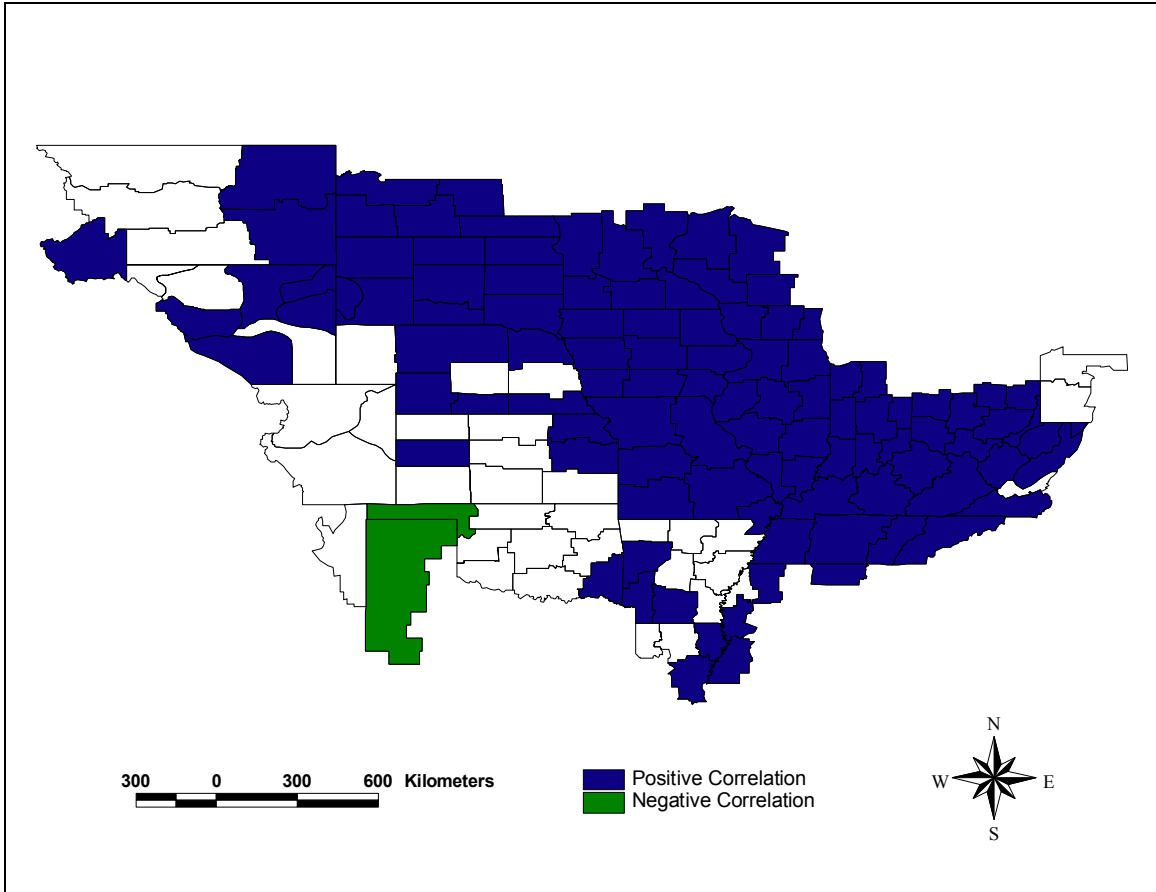 N
W E
S
300 0 300 600 Kilometers
Positive Correlation
Negative Correlation